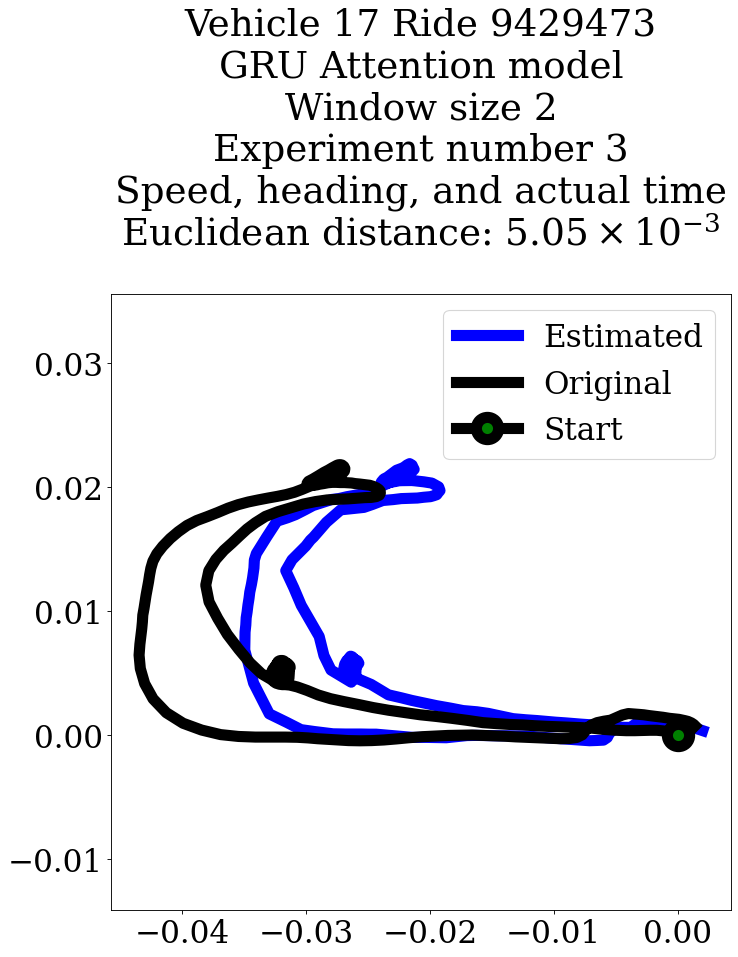 Vehicle 17 Ride 9429473
GRU Attention model
Window size 2
Experiment number 3
Speed, heading, and actual time
Euclidean distance: 5.05 × 10⁻³
Estimated
Original
Start
0.03
0.02
0.01
0.00
−0.01
−0.04 −0.03 −0.02 −0.01 0.00